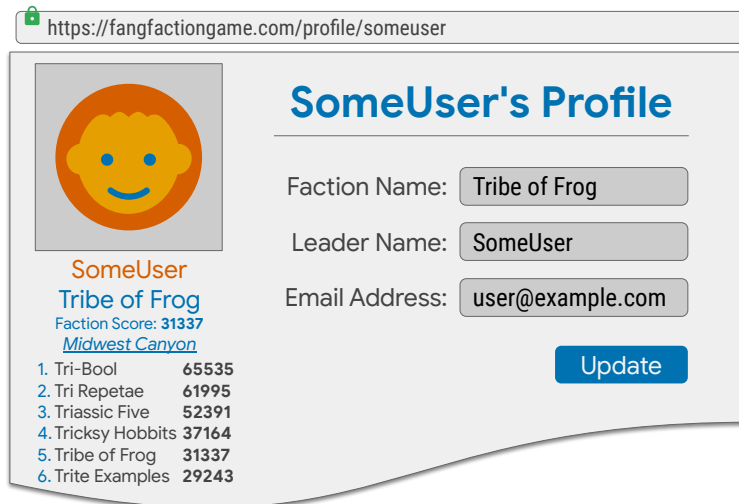 https://fangfactiongame.com/profile/someuser
SomeUser
Tribe of Frog
Faction Score: 31337
Midwest Canyon
1. Tri-Bool 65535
2. Tri Repetae 61995
3. Triassic Five 52391
4. Tricksy Hobbits 37164
5. Tribe of Frog 31337
6. Trite Examples 29243
SomeUser's Profile
Faction Name: Tribe of Frog
Leader Name: SomeUser
Email Address: user@example.com
Update